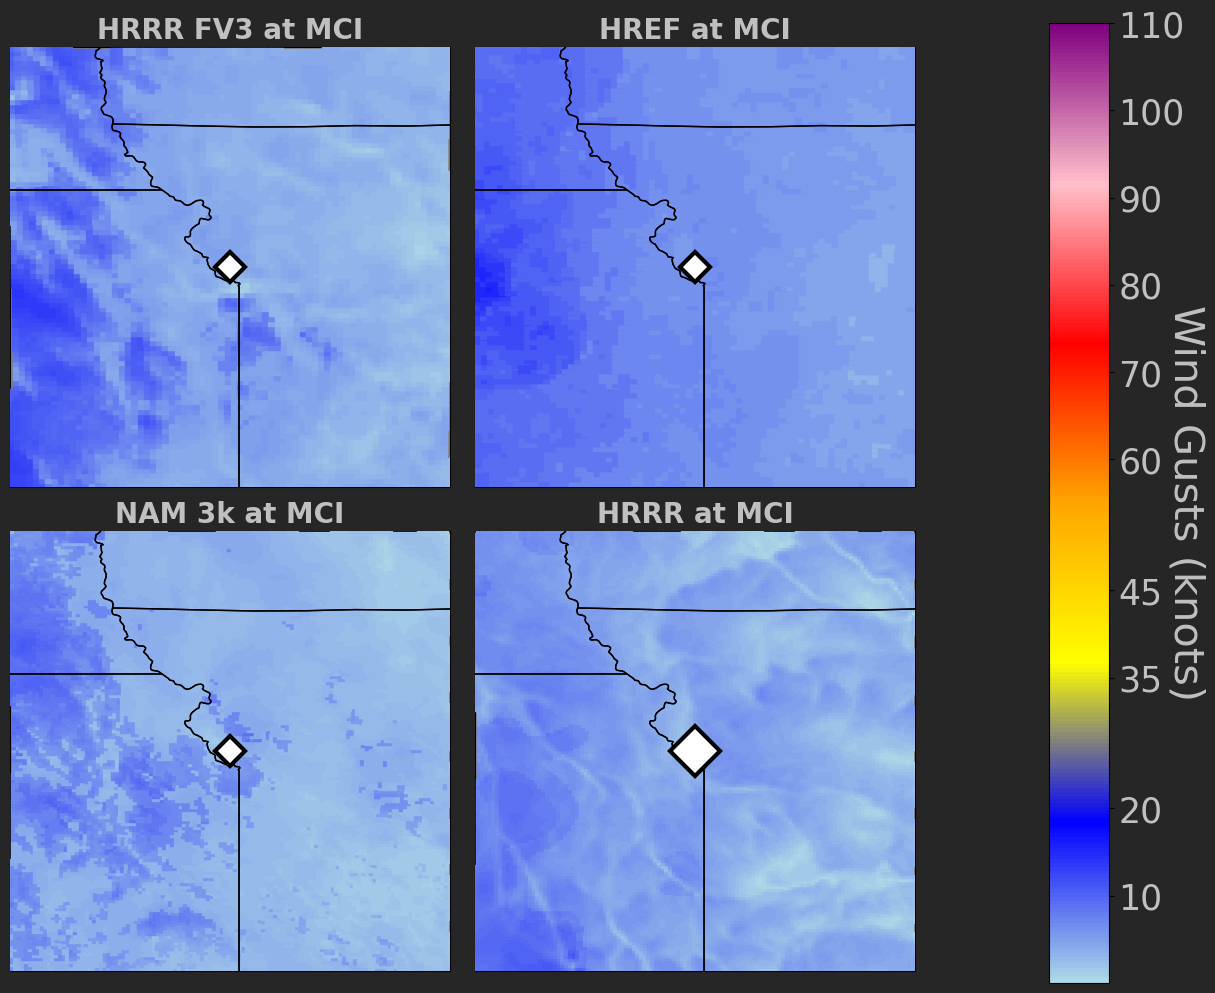 HRRR FV3 at MCI
HREF at MCI
NAM 3k at MCI
HRRR at MCI
110
100
90
80
70
60
45
35
20
10
Wind Gusts (knots)